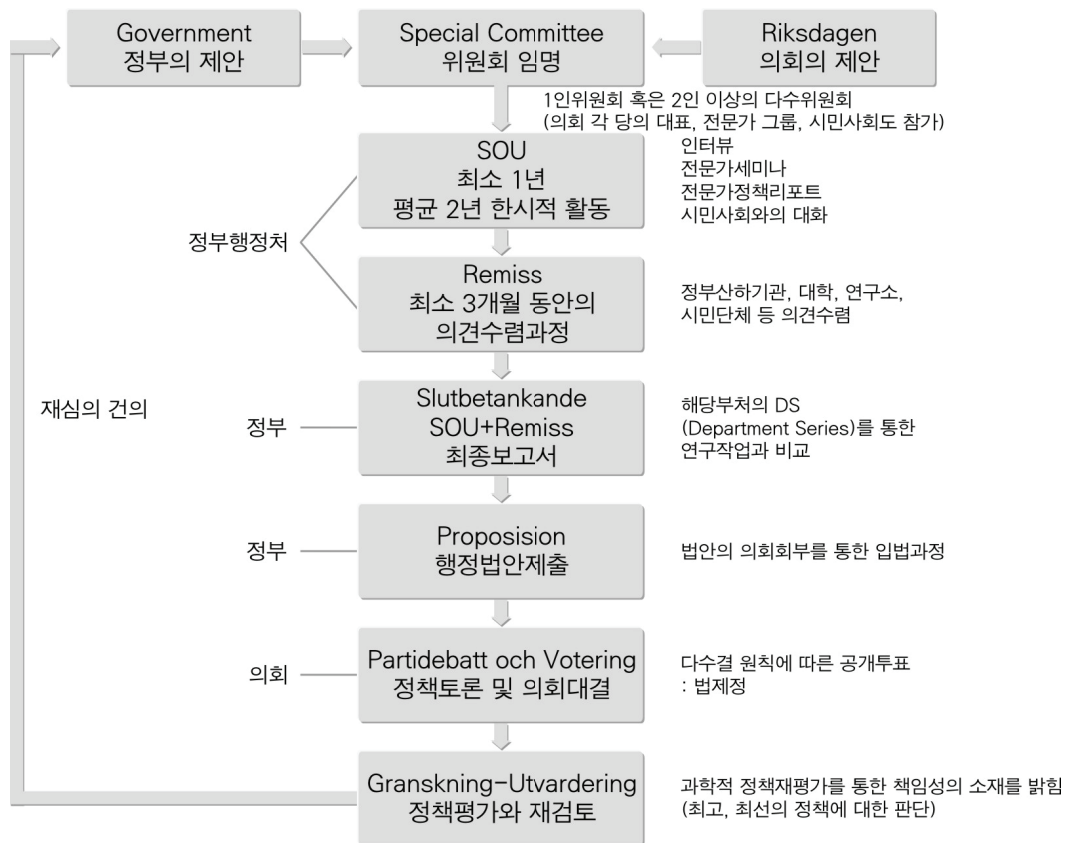 Government
정부의 제안
Special Committee
위원회 임명
Riksdagen
의회의 제안
1인위원회 혹은 2인 이상의 다수위원회
(의회 각 당의 대표, 전문가 그룹, 시민사회도 참가)
SOU
최소 1년
평균 2년 한시적 활동
인터뷰
전문가세미나
전문가정책리포트
시민사회와의 대화
정부행정처
Remiss
최소 3개월 동안의
의견수렴과정
정부산하기관, 대학, 연구소,
시민단체 등 의견수렴
재심의 건의
정부
Slutbetankande
SOU+Remiss
최종보고서
해당부처의 DS
(Department Series)를 통한
연구작업과 비교
정부
Proposision
행정법안제출
법안의 의회회부를 통한 입법과정
의회
Partidebatt och Votering
정책토론 및 의회대결
다수결 원칙에 따른 공개투표
: 법제정
Granskning-Utvardering
정책평가와 재검토
과학적 정책재평가를 통한 책임성의 소재를 밝힘
(최고, 최선의 정책에 대한 판단)